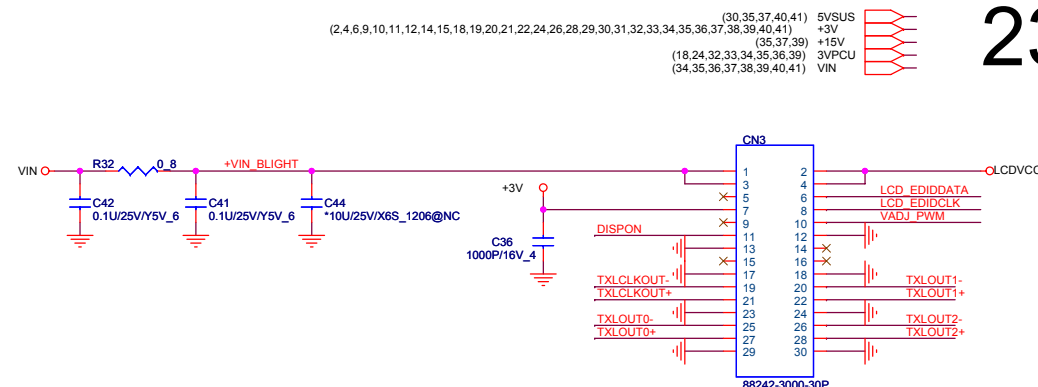 (30,35,37,40,41) 5VSUS
(2,4,6,9,10,11,12,14,15,18,19,20,21,22,24,26,28,29,30,31,32,33,34,35,36,37,38,39,40,41) +3V
(35,37,39) +15V
(18,24,32,33,34,35,36,39) 3VPCU
(34,35,36,37,38,39,40,41) VIN
23
CN3
VIN R32 0_8 +VIN_BLIGHT 1 2 LCDVCC
3 4
+3V 5 6 LCD_EDIDDATA
C42 C41 C44 7 8 LCD_EDIDCLK
0.1U/25V/Y5V_6 0.1U/25V/Y5V_6 *10U/25V/X6S_1206@NC 9 10 VADJ_PWM
DISPON 11 12
C36 13 14
1000P/16V_4 15 16
17 18
TXLCLKOUT- 19 20 TXLOUT1-
TXLCLKOUT+ 21 22 TXLOUT1+
23 24
TXLOUT0- 25 26 TXLOUT2-
TXLOUT0+ 27 28 TXLOUT2+
29 30
88242-3000-30P